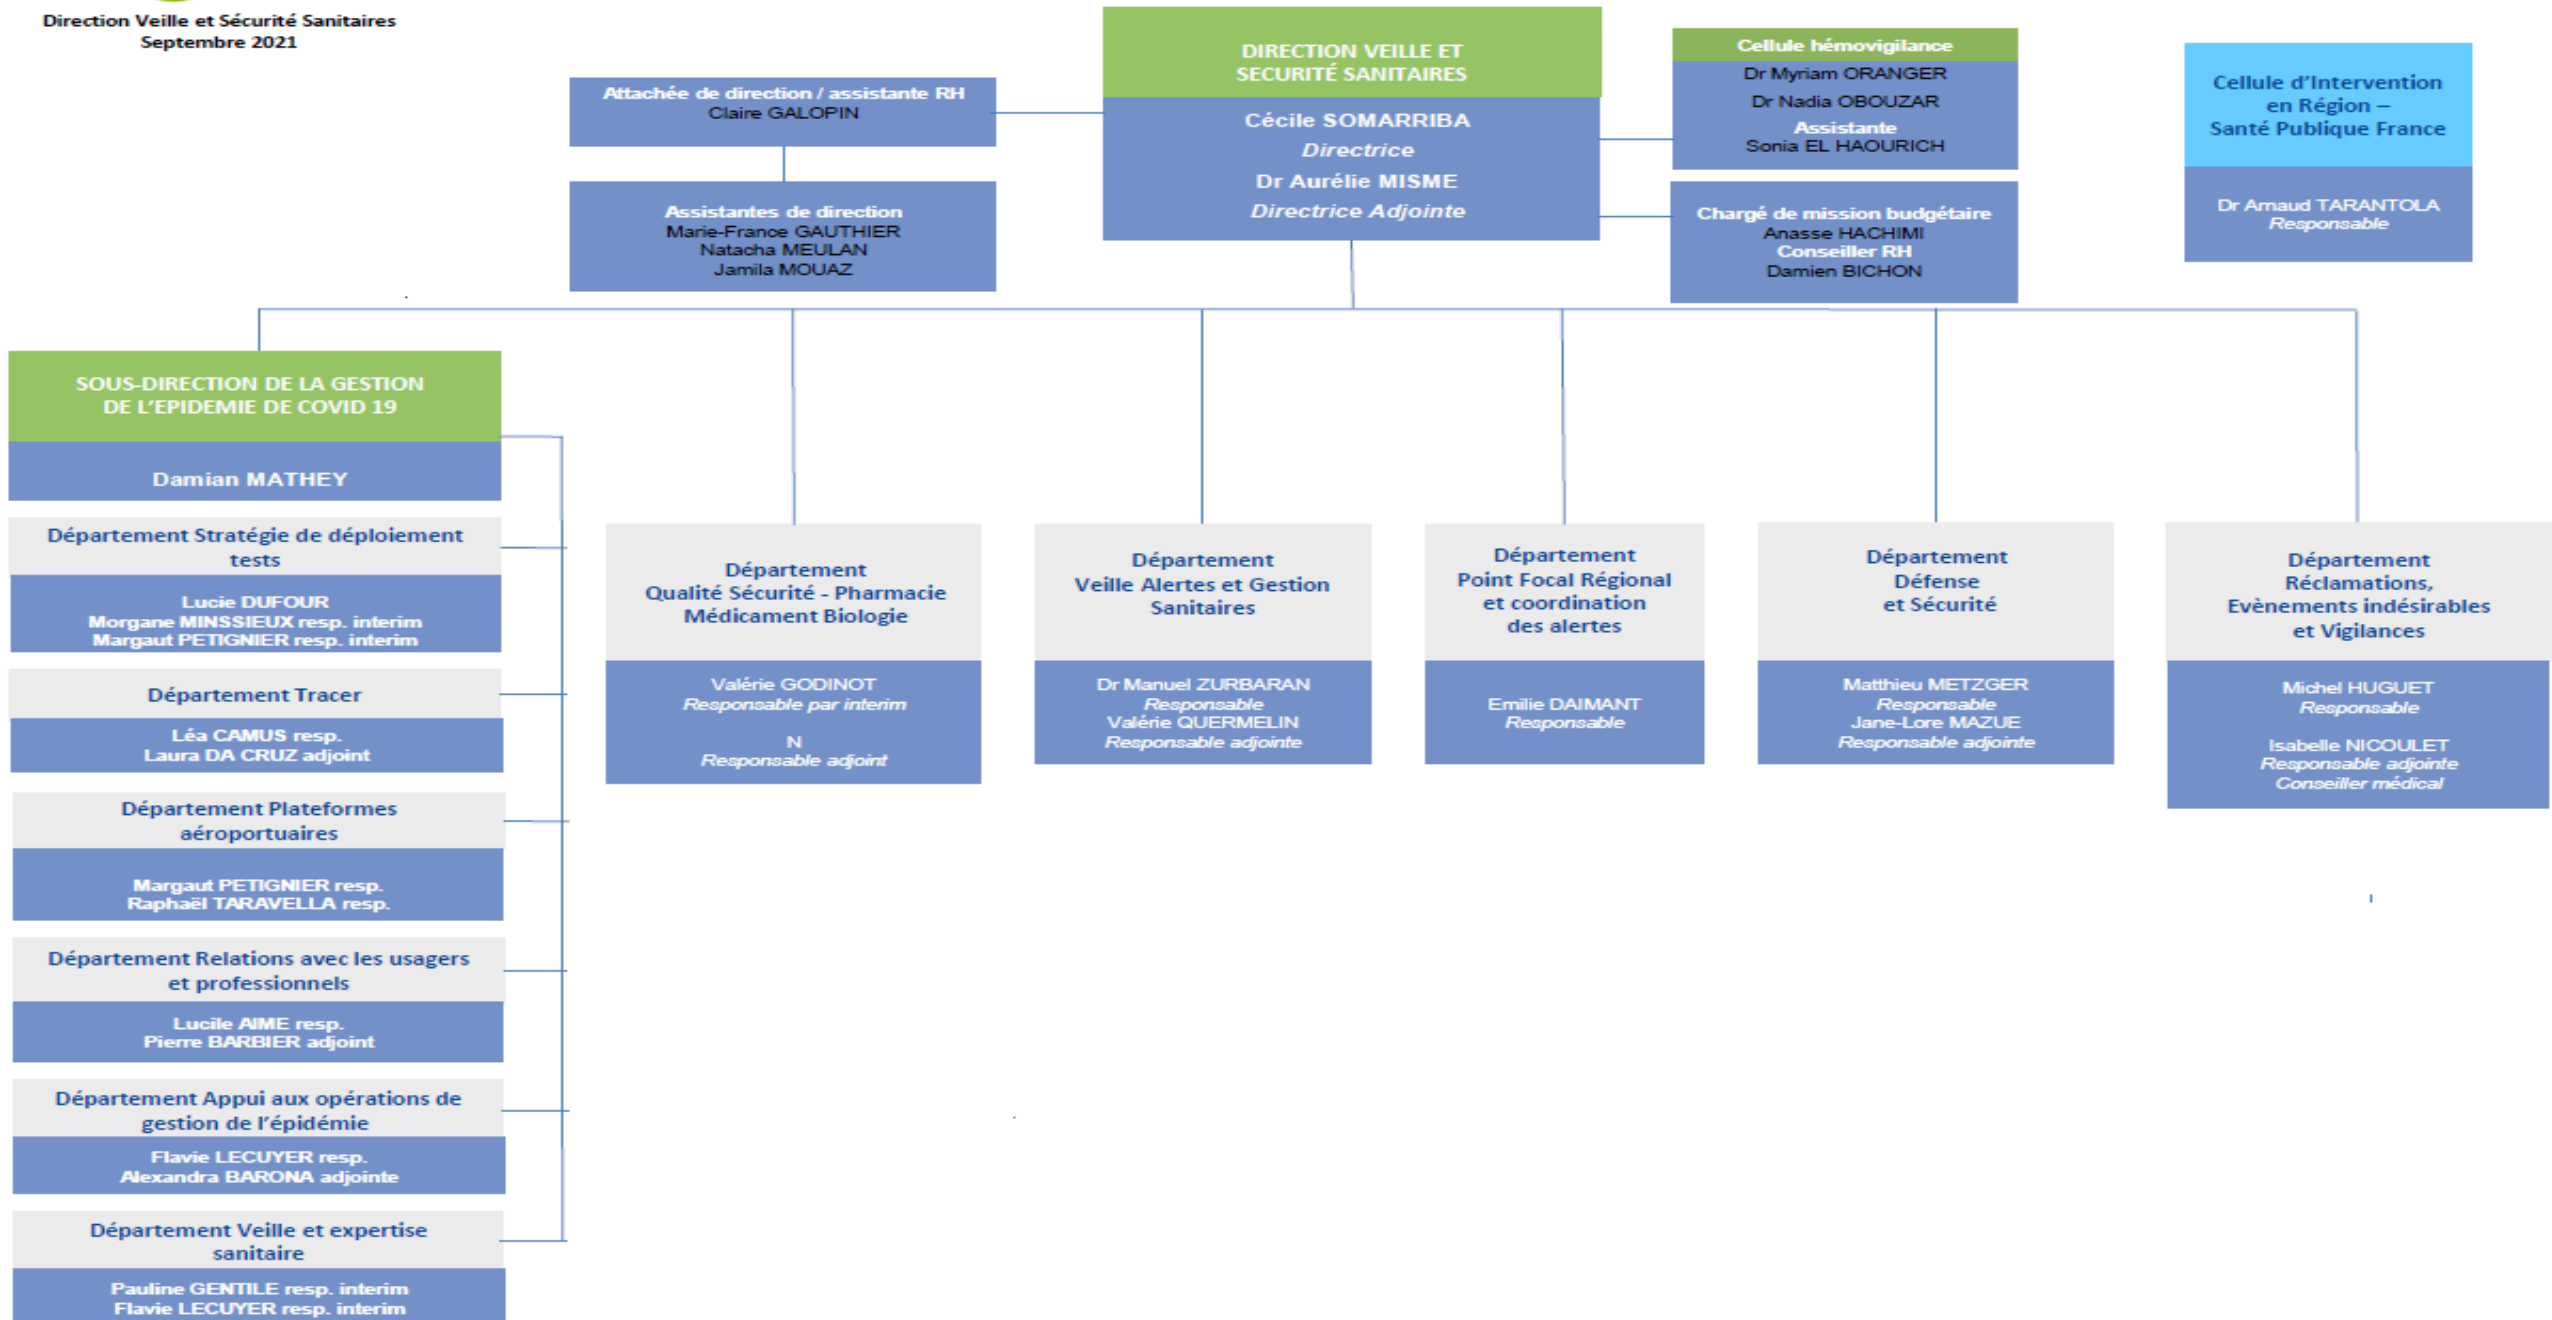 Direction Veille et Sécurité Sanitaires
Septembre 2021
DIRECTION VEILLE ET
SECURITÉ SANITAIRES
Cécile SOMARRIBA
Directrice
Dr Aurélie MISME
Directrice Adjointe
Attachée de direction / assistante RH
Claire GALOPIN
Assistantes de direction
Marie-France GAUTHIER
Natacha MEULAN
Jamila MOUAZ
Cellule hémovigilance
Dr Myriam ORANGER
Dr Nadia OBOUZAR
Assistante
Sonia EL HAOURICH
Chargé de mission budgétaire
Anasse HACHIMI
Conseiller RH
Damien BICHON
Cellule d'Intervention
en Région –
Santé Publique France
Dr Arnaud TARANTOLA
Responsable
SOUS-DIRECTION DE LA GESTION
DE L'EPIDEMIE DE COVID 19
Damian MATHEY
Département Stratégie de déploiement
tests
Lucie DUFOUR
Morgane MINSSIEUX resp. interim
Margaut PETIGNIER resp. interim
Département Tracer
Léa CAMUS resp.
Laura DA CRUZ adjoint
Département Plateformes
aéroportuaires
Margaut PETIGNIER resp.
Raphaël TARAVELLA resp.
Département Relations avec les usagers
et professionnels
Lucile AIME resp.
Pierre BARBIER adjoint
Département Appui aux opérations de
gestion de l'épidémie
Flavie LECUYER resp.
Alexandra BARONA adjointe
Département Veille et expertise
sanitaire
Pauline GENTILE resp. interim
Flavie LECUYER resp. interim
Département
Qualité Sécurité - Pharmacie
Médicament Biologie
Valérie GODINOT
Responsable par interim
N
Responsable adjoint
Département
Veille Alertes et Gestion
Sanitaires
Dr Manuel ZURBARAN
Responsable
Valérie QUERMELIN
Responsable adjointe
Département
Point Focal Régional
et coordination
des alertes
Emilie DAIMANT
Responsable
Département
Défense
et Sécurité
Matthieu METZGER
Responsable
Jane-Lore MAZUE
Responsable adjointe
Département
Réclamations,
Evènements indésirables
et Vigilances
Michel HUGUET
Responsable
Isabelle NICOULET
Responsable adjointe
Conseiller médical